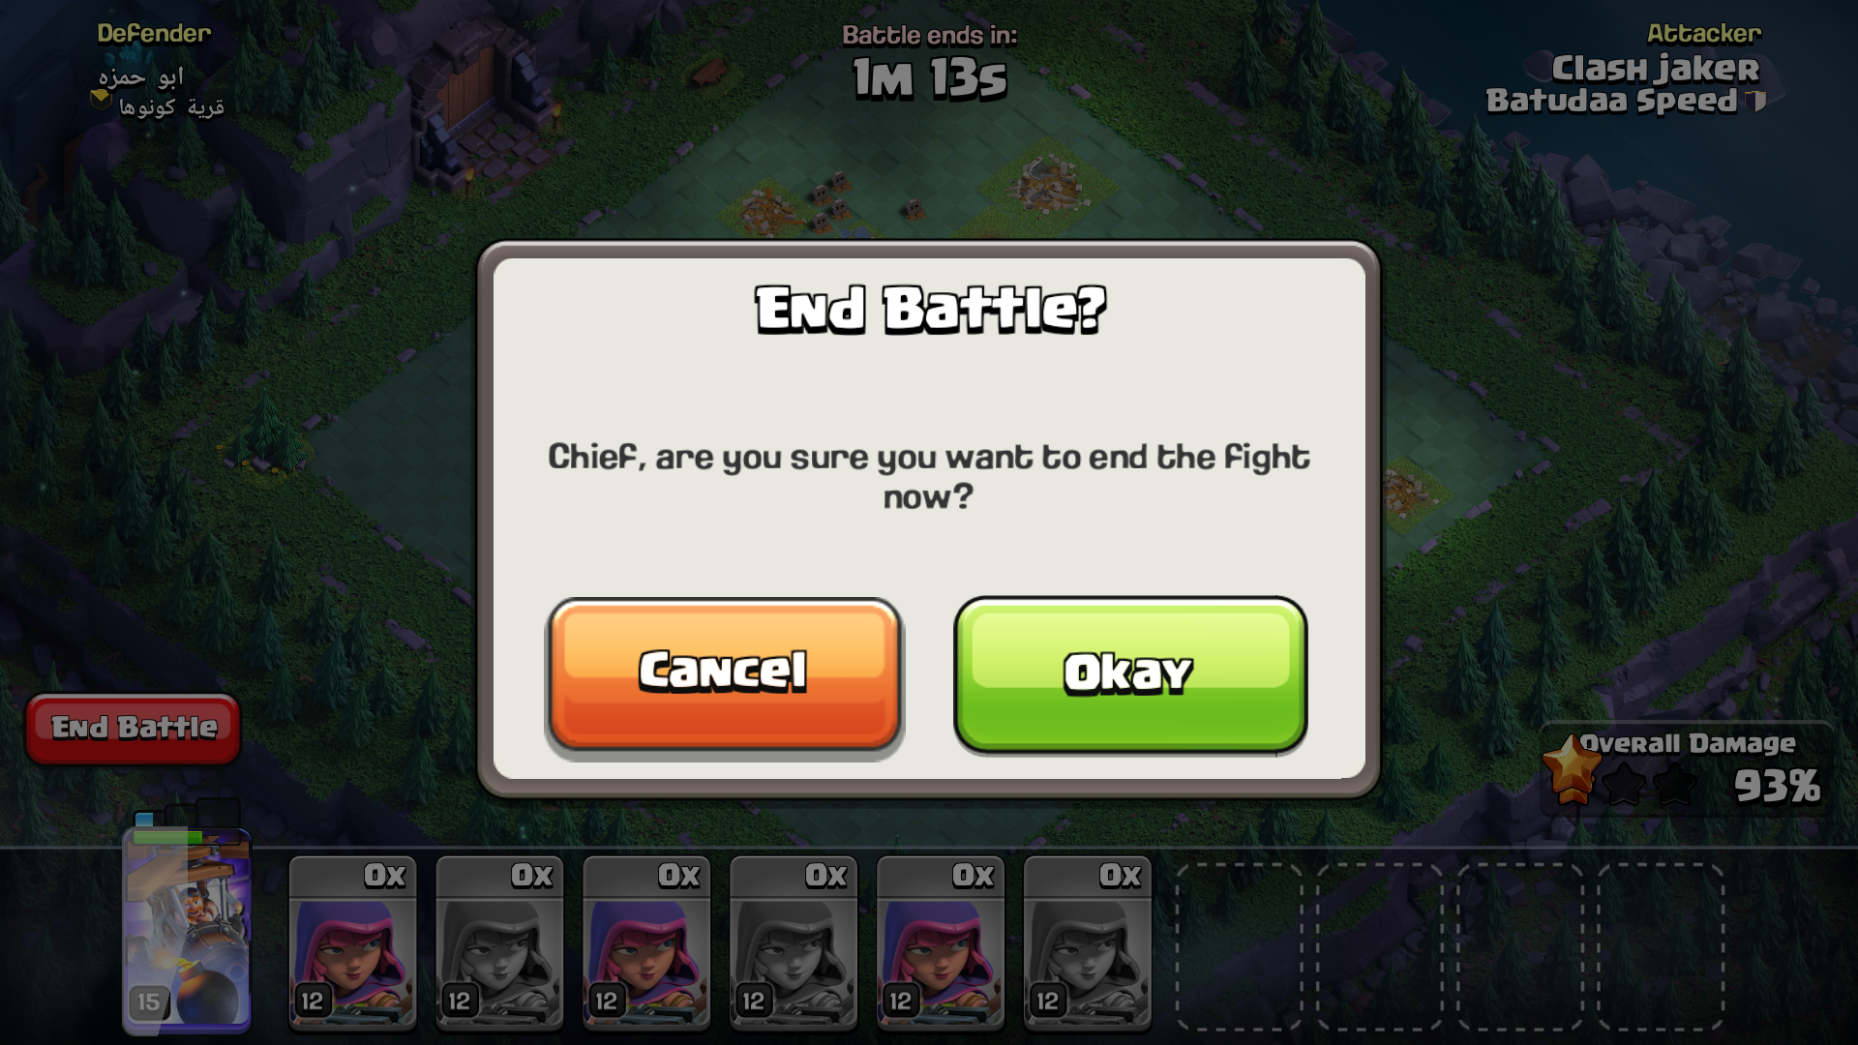 Defender
ابو حمزه
قرية كونوها
Battle ends in:
1m 13s
Attacker
Clash jaker
Batudaa Speed
End Battle?
Chief, are you sure you want to end the fight
now?
Cancel
Okay
End Battle
Overall Damage
93%
0x
0x
0x
0x
0x
0x
15
12
12
12
12
12
12